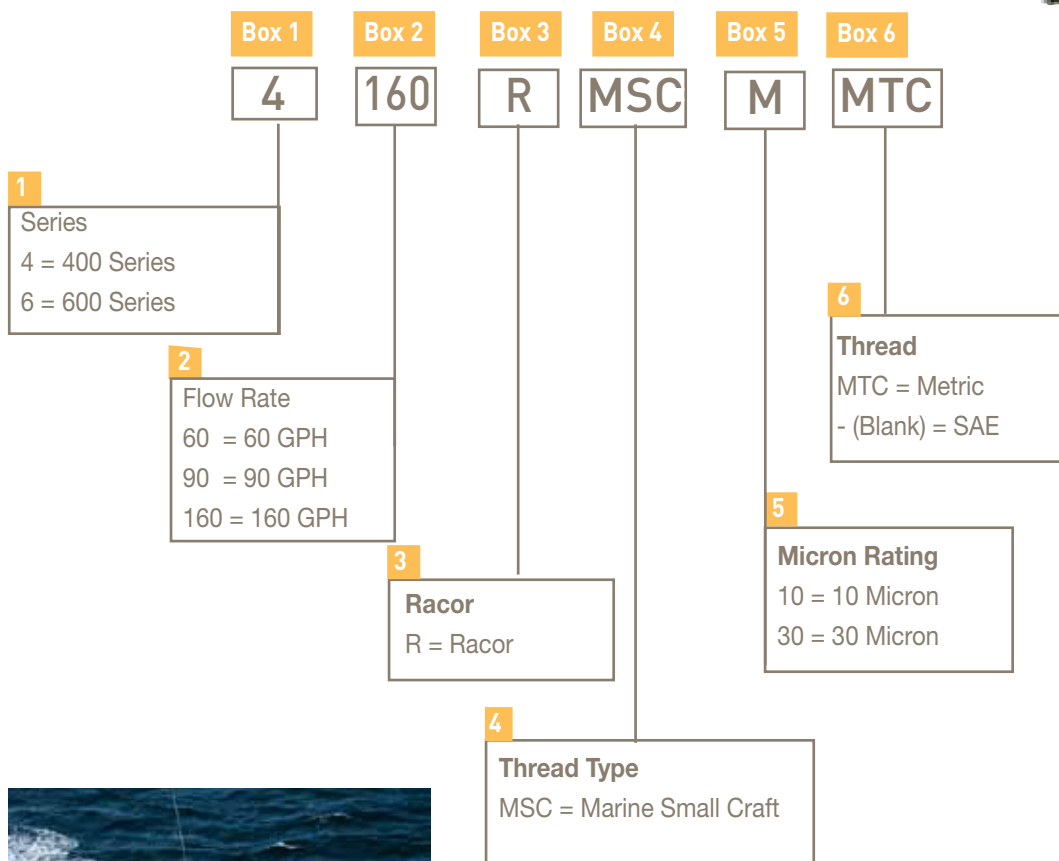 Box 1 Box 2 Box 3 Box 4 Box 5 Box 6
4 160 R MSC M MTC
1
Series
4 = 400 Series
6 = 600 Series
2
Flow Rate
60 = 60 GPH
90 = 90 GPH
160 = 160 GPH
3
Racor
R = Racor
4
Thread Type
MSC = Marine Small Craft
5
Micron Rating
10 = 10 Micron
30 = 30 Micron
6
Thread
MTC = Metric
- (Blank) = SAE